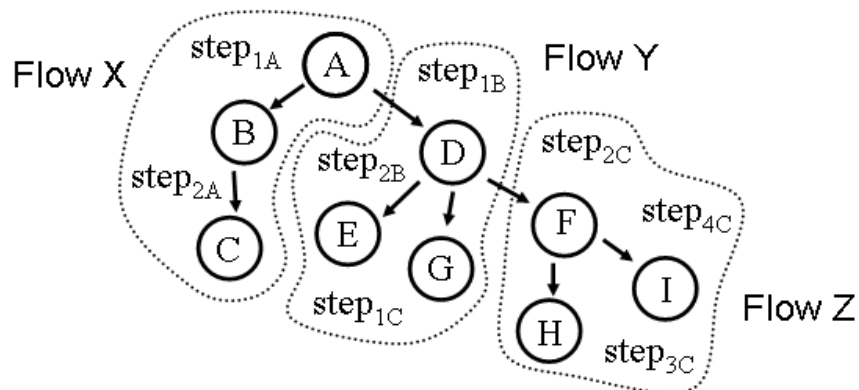 Flow X
step1A
A
step1B
Flow Y
B
step2A
C
step2B
D
E
G
step1C
step2C
F
step4C
I
H
step3C
Flow Z